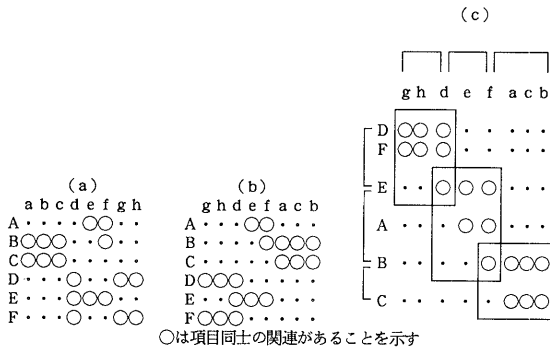 (c)
g h d e f a c b
D ○○ ○ · · · · ·
F ○○ ○ · · · · ·
E · · ○ ○ ○ · · ·
A · · · ○ ○ · · ·
B · · · · ○ ○○○
C · · · · · ○○○
(a)
a b c d e f g h
A · · · · ○○ · ·
B ○○○ · · ○ · ·
C ○○○ · · · · ·
D · · · ○ · · ○○
E · · · ○○○ · ·
F · · · ○ · · ○○
(b)
g h d e f a c b
A · · · ○○ · · ·
B · · · · ○○○○
C · · · · · ○○○
D ○○○ · · · · ·
E · · ○○○ · · ·
F ○○○ · · · · ·
○は項目同士の関連があることを示す